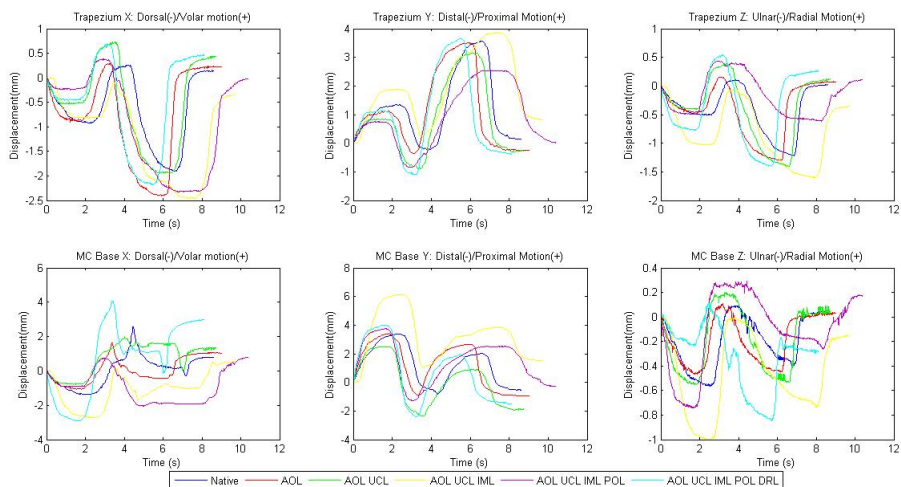 Trapezium X: Dorsal(-)/Volar motion(+)
Displacement(mm)
1
0.5
0
-0.5
-1
-1.5
-2
-2.5
0 2 4 6 8 10 12
Time (s)
Trapezium Y: Distal(-)/Proximal Motion(+)
Displacement(mm)
4
3
2
1
0
-1
-2
0 2 4 6 8 10 12
Time (s)
Trapezium Z: Ulnar(-)/Radial Motion(+)
Displacement(mm)
1
0.5
0
-0.5
-1
-1.5
-2
0 2 4 6 8 10 12
Time (s)
MC Base X: Dorsal(-)/Volar motion(+)
Displacement(mm)
6
4
2
0
-2
-4
0 2 4 6 8 10 12
Time (s)
MC Base Y: Distal(-)/Proximal Motion(+)
Displacement(mm)
8
6
4
2
0
-2
-4
0 2 4 6 8 10 12
Time (s)
MC Base Z: Ulnar(-)/Radial Motion(+)
Displacement(mm)
0.4
0.2
0
-0.2
-0.4
-0.6
-0.8
-1
0 2 4 6 8 10 12
Time (s)
Native AOL AOL UCL AOL UCL IML AOL UCL IML POL AOL UCL IML POL DRL